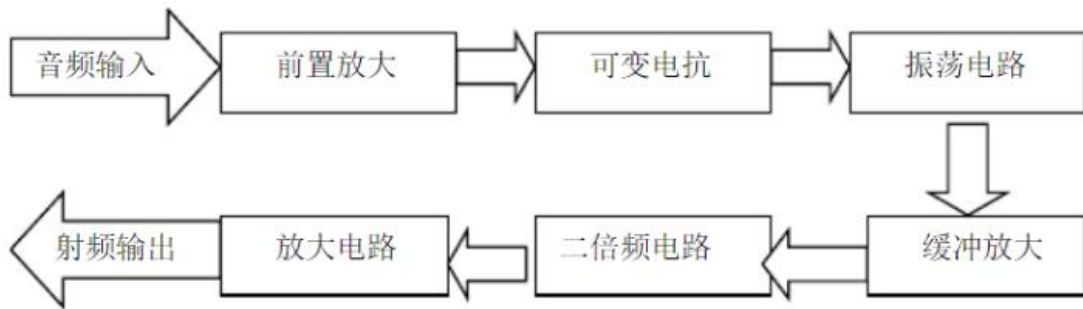 音频输入
前置放大
可变电抗
振荡电路
缓冲放大
二倍频电路
放大电路
射频输出